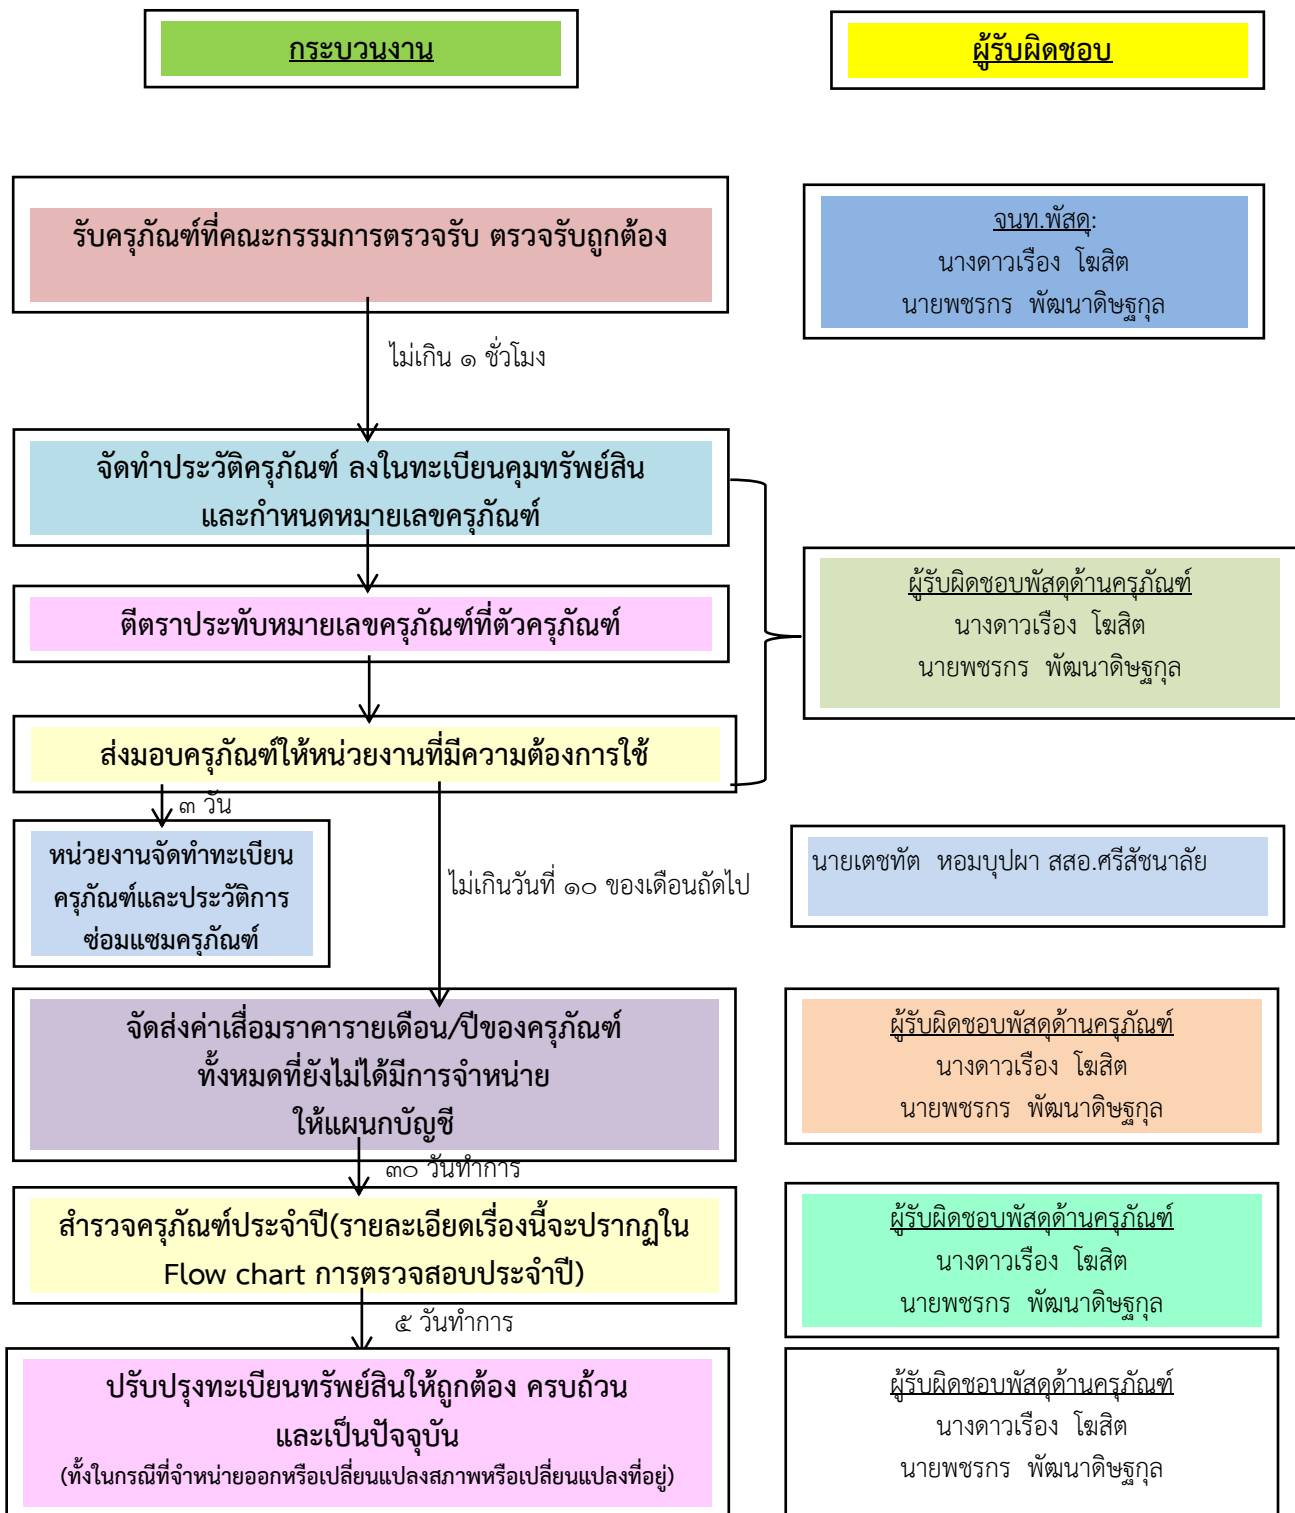 กระบวนงาน
ผู้รับผิดชอบ
รับครุภัณฑ์ที่คณะกรรมการตรวจรับ ตรวจรับถูกต้อง
จนท.พัสดุ:
นางดาวเรือง โฆสิต
นายพชรกร พัฒนาดิษฐกุล
ไม่เกิน ๑ ชั่วโมง
จัดทำประวัติครุภัณฑ์ ลงในทะเบียนคุมทรัพย์สิน
และกำหนดหมายเลขครุภัณฑ์
ตีตราประทับหมายเลขครุภัณฑ์ที่ตัวครุภัณฑ์
ส่งมอบครุภัณฑ์ให้หน่วยงานที่มีความต้องการใช้
ผู้รับผิดชอบพัสดุด้านครุภัณฑ์
นางดาวเรือง โฆสิต
นายพชรกร พัฒนาดิษฐกุล
๓ วัน
หน่วยงานจัดทำทะเบียน
ครุภัณฑ์และประวัติการ
ซ่อมแซมครุภัณฑ์
ไม่เกินวันที่ ๑๐ ของเดือนถัดไป
นายเตชทัต หอมบุปผา สสอ.ศรีสัชนาลัย
จัดส่งค่าเสื่อมราคารายเดือน/ปีของครุภัณฑ์
ทั้งหมดที่ยังไม่ได้มีการจำหน่าย
ให้แผนกบัญชี
ผู้รับผิดชอบพัสดุด้านครุภัณฑ์
นางดาวเรือง โฆสิต
นายพชรกร พัฒนาดิษฐกุล
๓๐ วันทำการ
สำรวจครุภัณฑ์ประจำปี(รายละเอียดเรื่องนี้จะปรากฏใน
Flow chart การตรวจสอบประจำปี)
ผู้รับผิดชอบพัสดุด้านครุภัณฑ์
นางดาวเรือง โฆสิต
นายพชรกร พัฒนาดิษฐกุล
๕ วันทำการ
ปรับปรุงทะเบียนทรัพย์สินให้ถูกต้อง ครบถ้วน
และเป็นปัจจุบัน
(ทั้งในกรณีที่จำหน่ายออกหรือเปลี่ยนแปลงสภาพหรือเปลี่ยนแปลงที่อยู่)
ผู้รับผิดชอบพัสดุด้านครุภัณฑ์
นางดาวเรือง โฆสิต
นายพชรกร พัฒนาดิษฐกุล